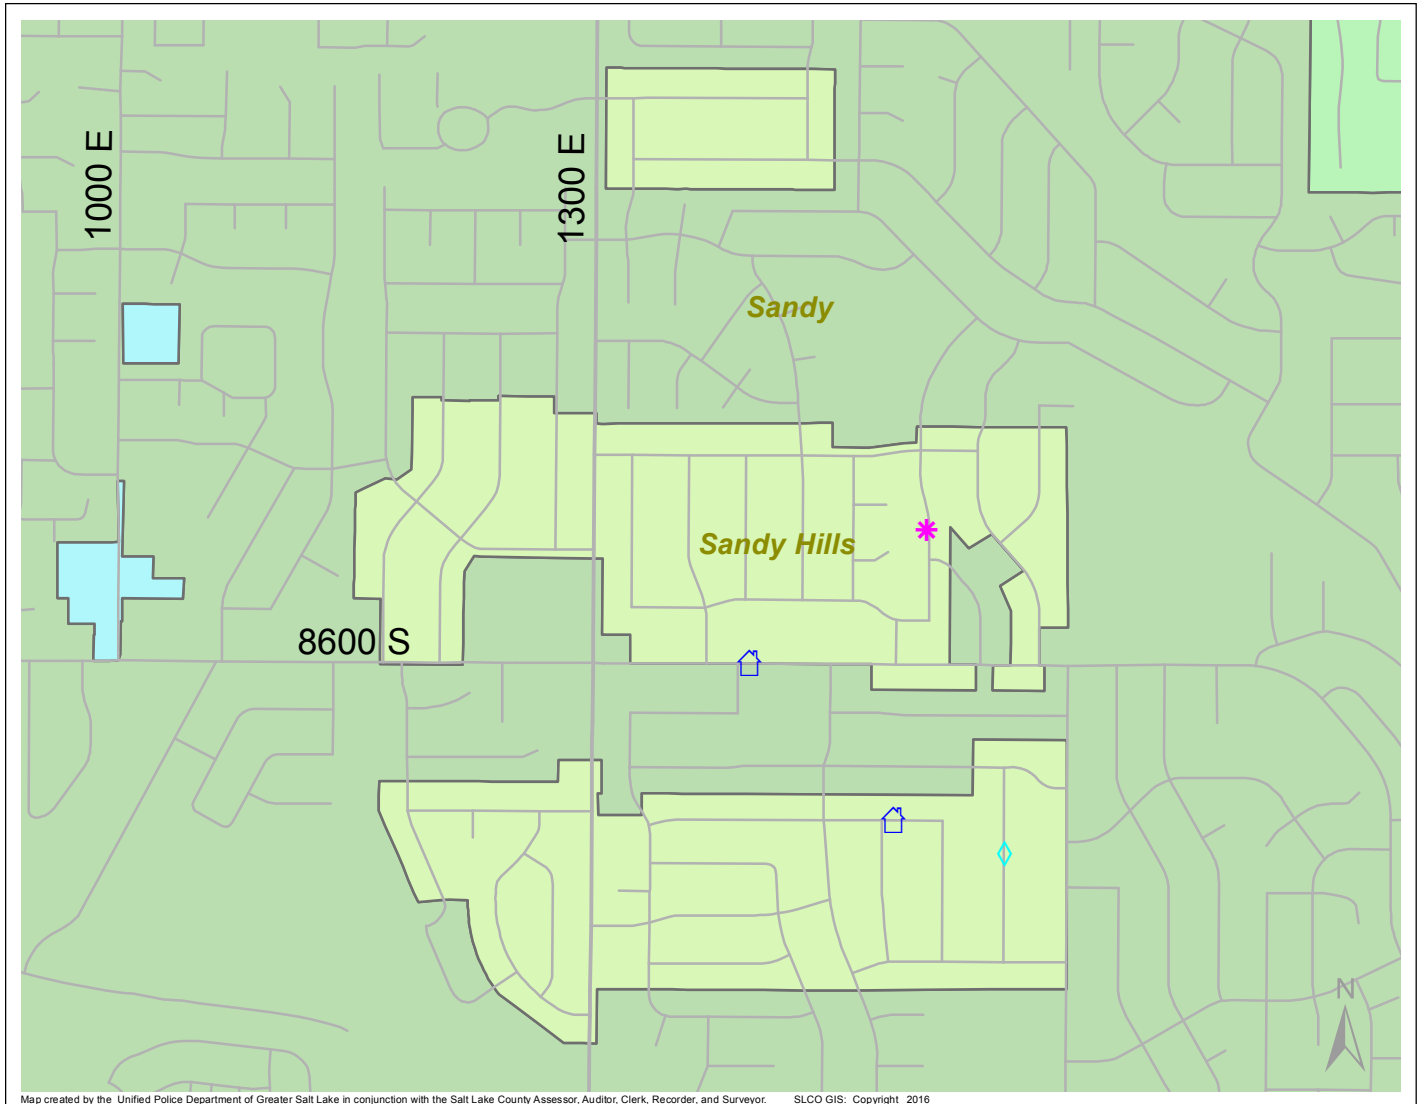 1000 E
1300 E
Sandy
Sandy Hills
8600 S
N
Map created by the Unified Police Department of Greater Salt Lake in conjunction with the Salt Lake County Assessor, Auditor, Clerk, Recorder, and Surveyor. SLCO GIS: Copyright 2016